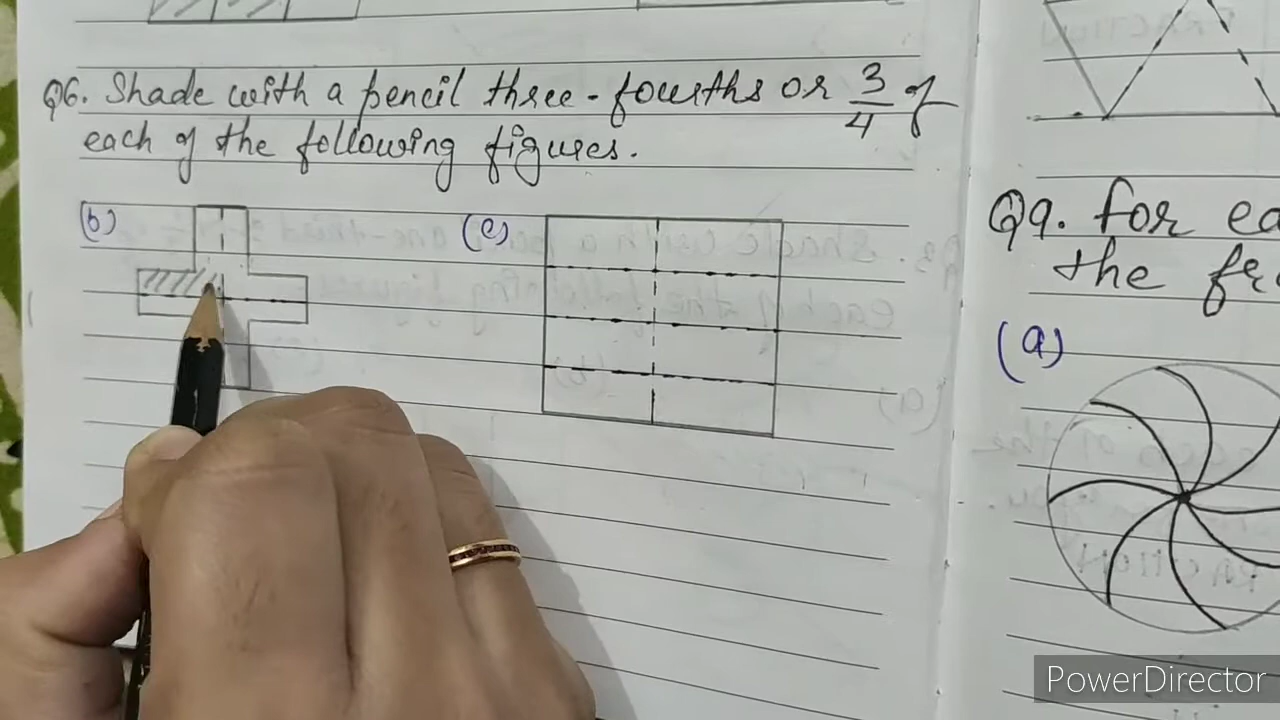 Q6. Shade with a pencil three-fourths or 3/4 of
each of the following figures.
(b)
(c)
Q9. For ea
the fra
(a)
PowerDirector